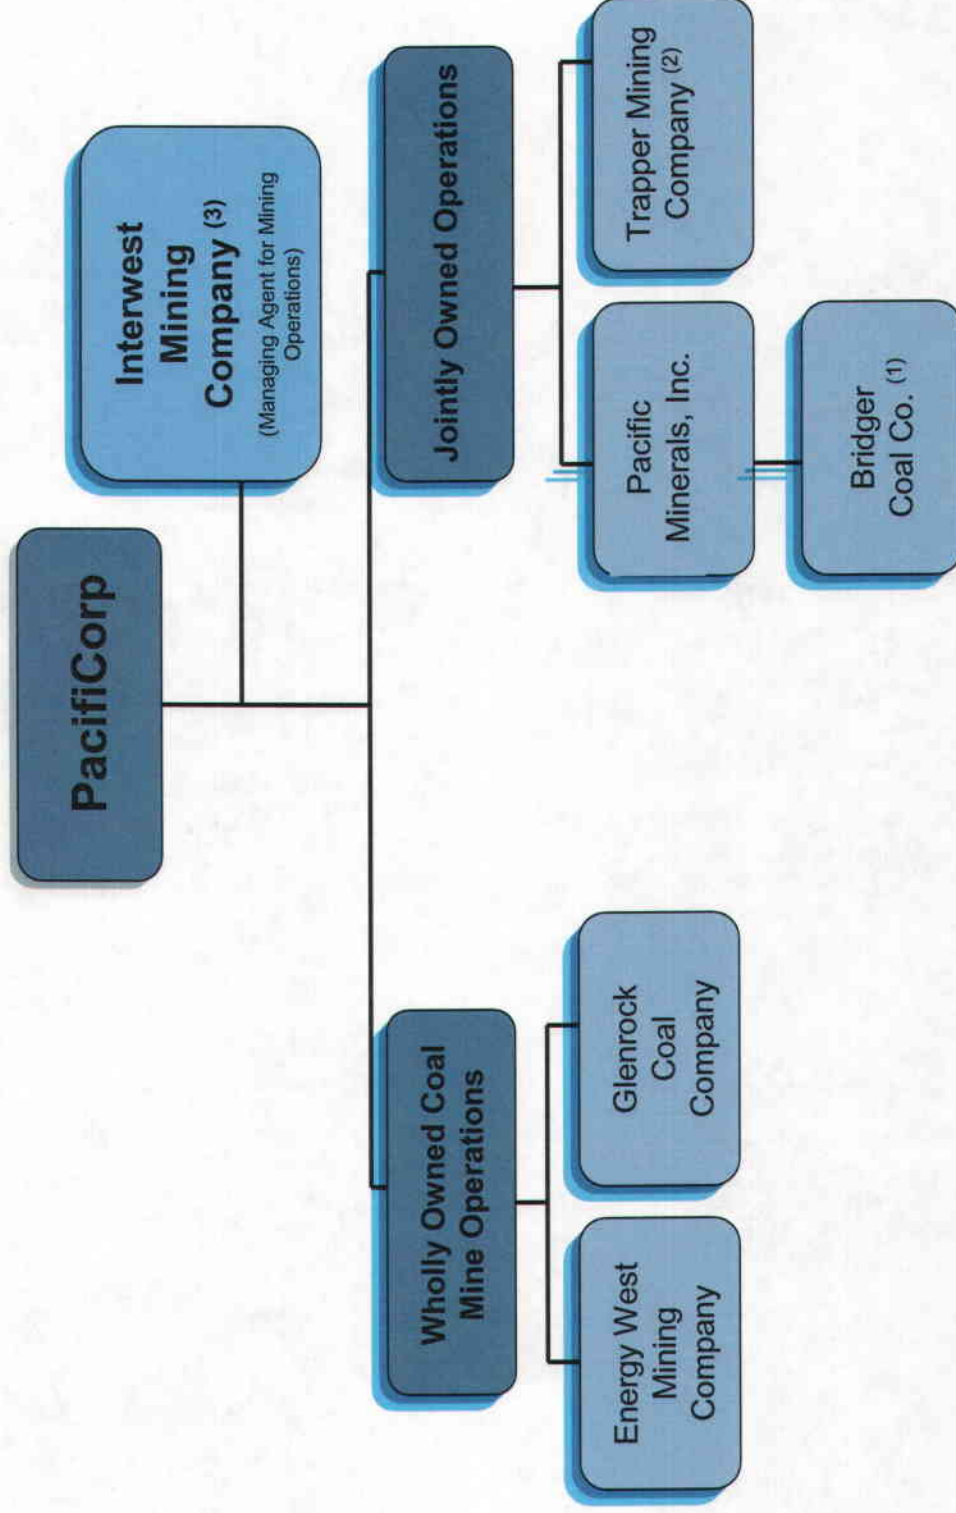 PacifiCorp
Interwest
Mining
Company (3)
(Managing Agent for Mining
Operations)
Wholly Owned Coal
Mine Operations
Jointly Owned Operations
Energy West
Mining
Company
Glenrock
Coal
Company
Pacific
Minerals, Inc.
Trapper Mining
Company (2)
Bridger
Coal Co. (1)